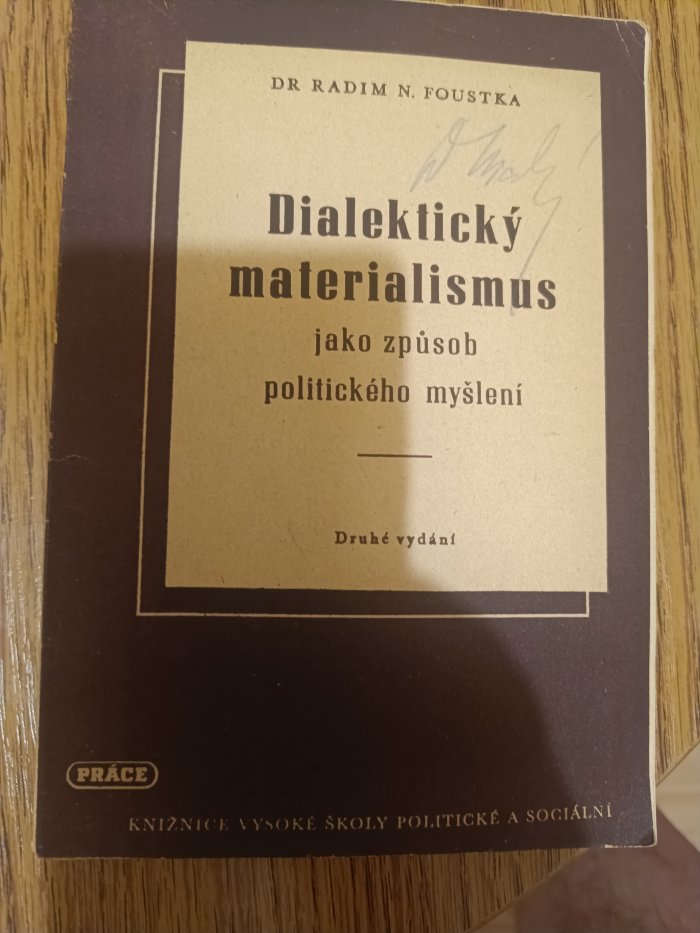 DR RADIM N. FOUSTKA
Dialektický
materialismus
jako způsob
politického myšlení
Druhé vydání
PRÁCE
KNIŽNICE VYSOKÉ ŠKOLY POLITICKÉ A SOCIÁLNÍ